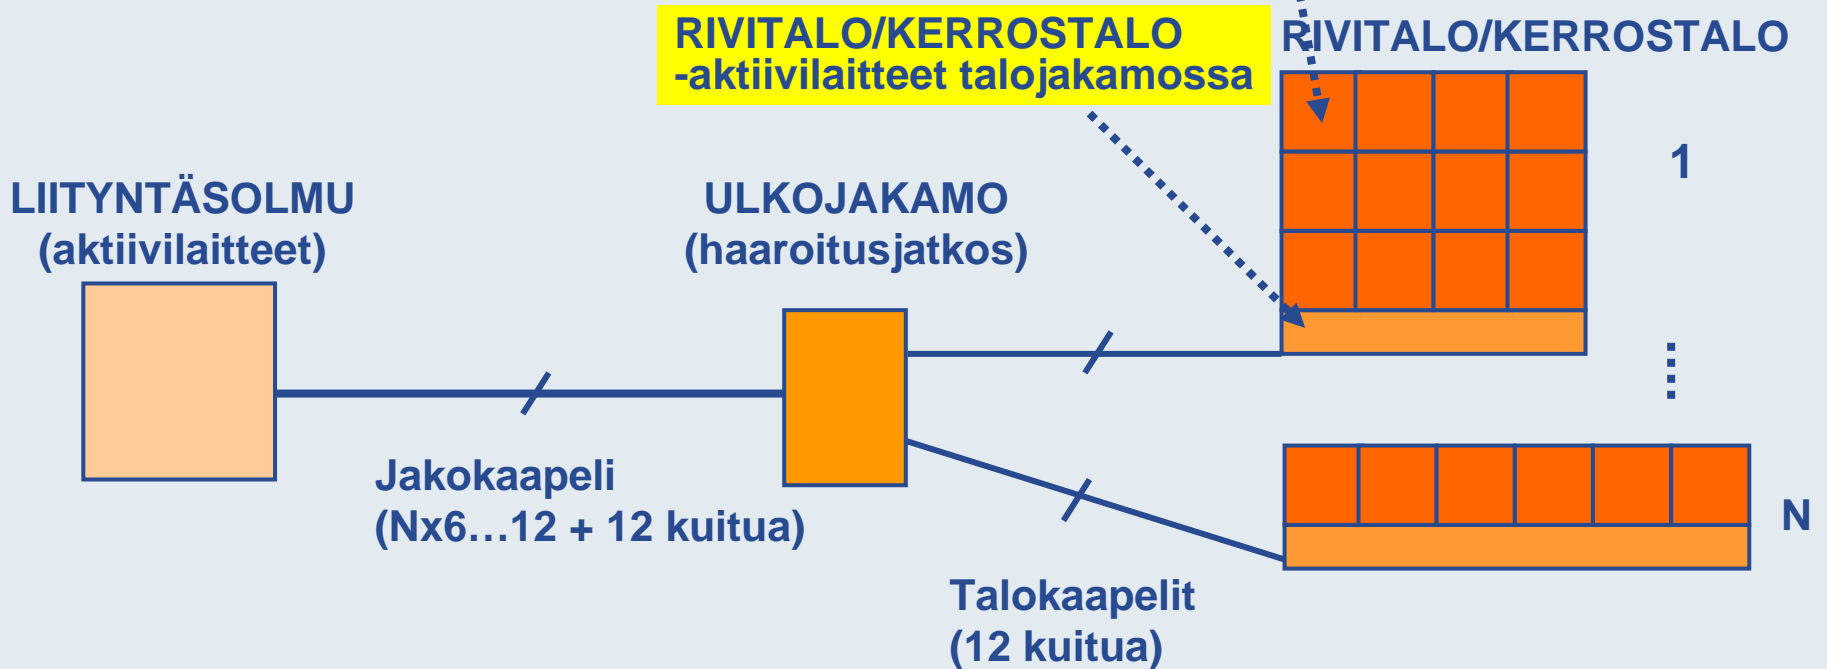 RIVITALO/KERROSTALO
-aktiivilaitteet talojakamossa
RIVITALO/KERROSTALO
1
LIITYNTÄSOLMU
(aktiivilaitteet)
ULKOJAKAMO
(haaroitusjatkos)
Jakokaapeli
(Nx6…12 + 12 kuitua)
N
Talokaapelit
(12 kuitua)